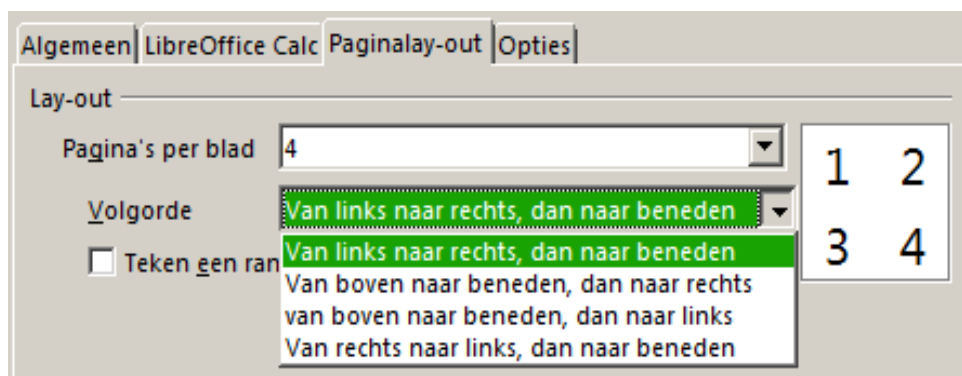 Algemeen LibreOffice Calc Paginalay-out Opties
Lay-out
Pagina's per blad 4
1 2
Volgorde Van links naar rechts, dan naar beneden
Van links naar rechts, dan naar beneden
3 4
Teken een ran
Van boven naar beneden, dan naar rechts
van boven naar beneden, dan naar links
Van rechts naar links, dan naar beneden